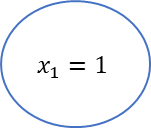 x₁ = 1